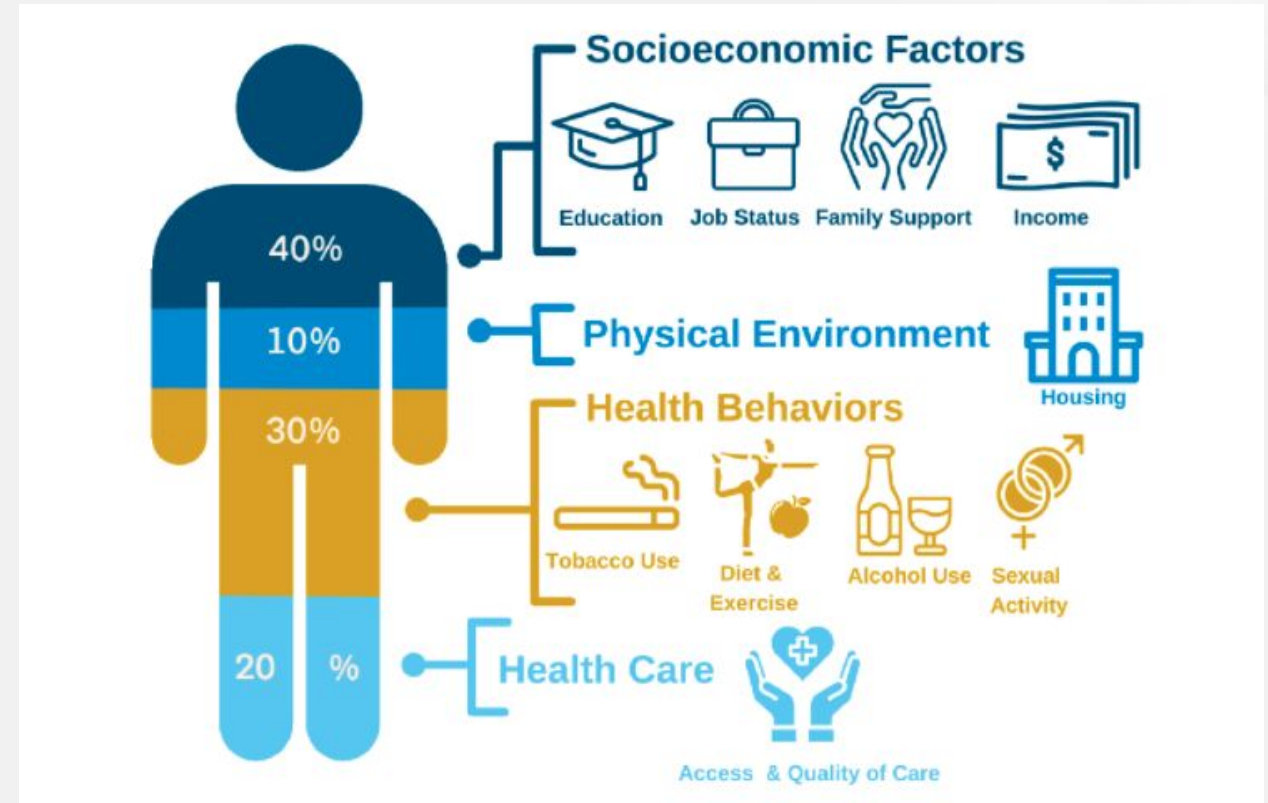 Socioeconomic Factors
$
Education Job Status Family Support Income
40%
10%
Physical Environment
Housing
30%
Health Behaviors
Tobacco Use
Diet &
Exercise
Alcohol Use
Sexual
Activity
20 %
Health Care
Access & Quality of Care